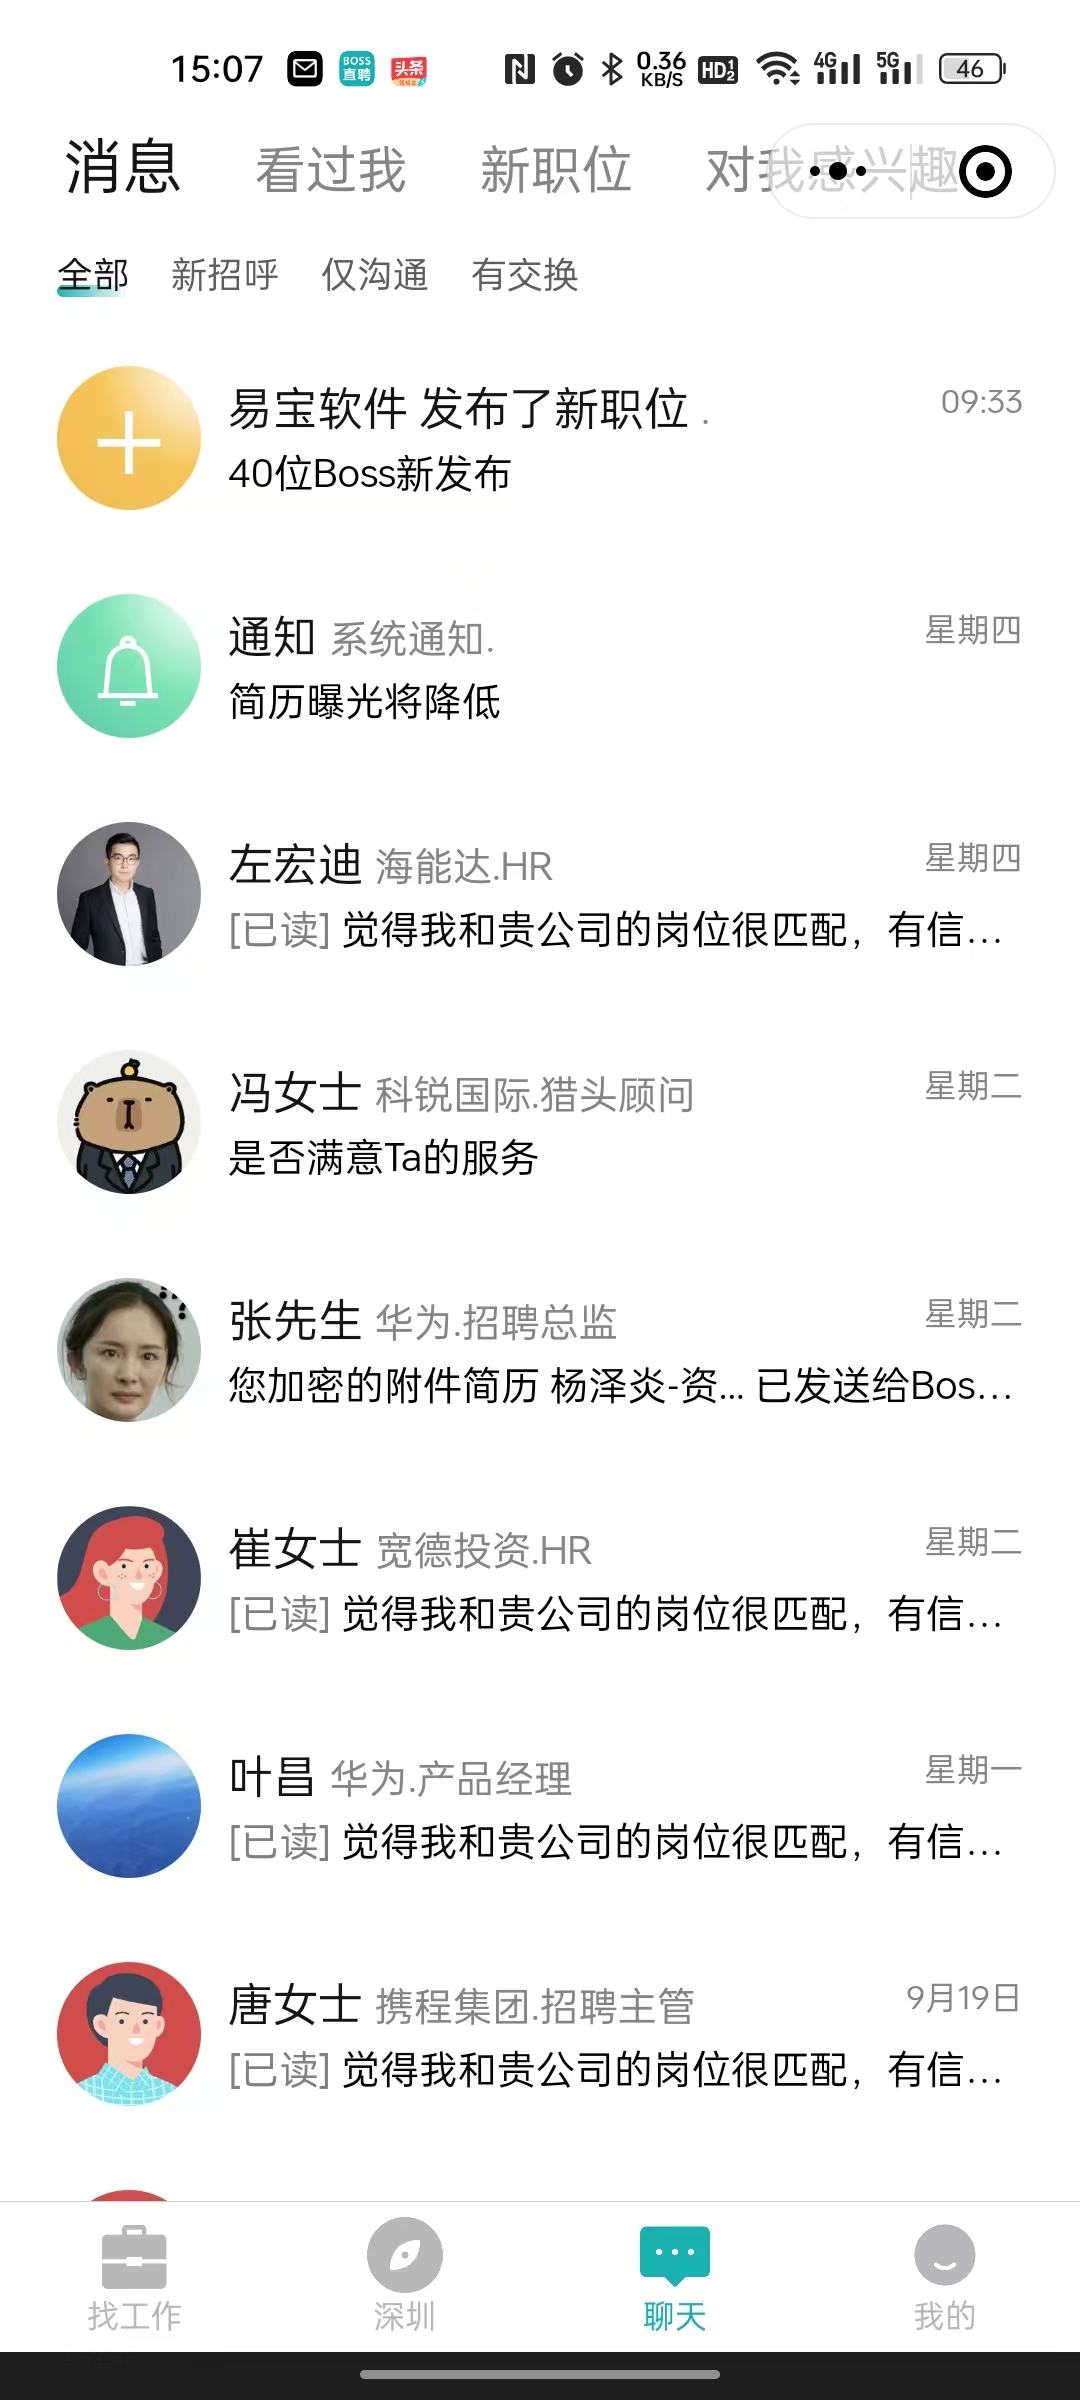 15:07 BOSS直聘 头条 0.36 KB/S HD 1 2 4G 5G 46
消息 看过我 新职位 对我感兴趣
全部 新招呼 仅沟通 有交换
易宝软件 发布了新职位 . 09:33
40位Boss新发布
通知 系统通知. 星期四
简历曝光将降低
左宏迪 海能达.HR 星期四
[已读] 觉得我和贵公司的岗位很匹配，有信...
冯女士 科锐国际.猎头顾问 星期二
是否满意Ta的服务
张先生 华为.招聘总监 星期二
您加密的附件简历 杨泽炎-资... 已发送给Bos...
崔女士 宽德投资.HR 星期二
[已读] 觉得我和贵公司的岗位很匹配，有信...
叶昌 华为.产品经理 星期一
[已读] 觉得我和贵公司的岗位很匹配，有信...
唐女士 携程集团.招聘主管 9月19日
[已读] 觉得我和贵公司的岗位很匹配，有信...
找工作 深圳 聊天 我的